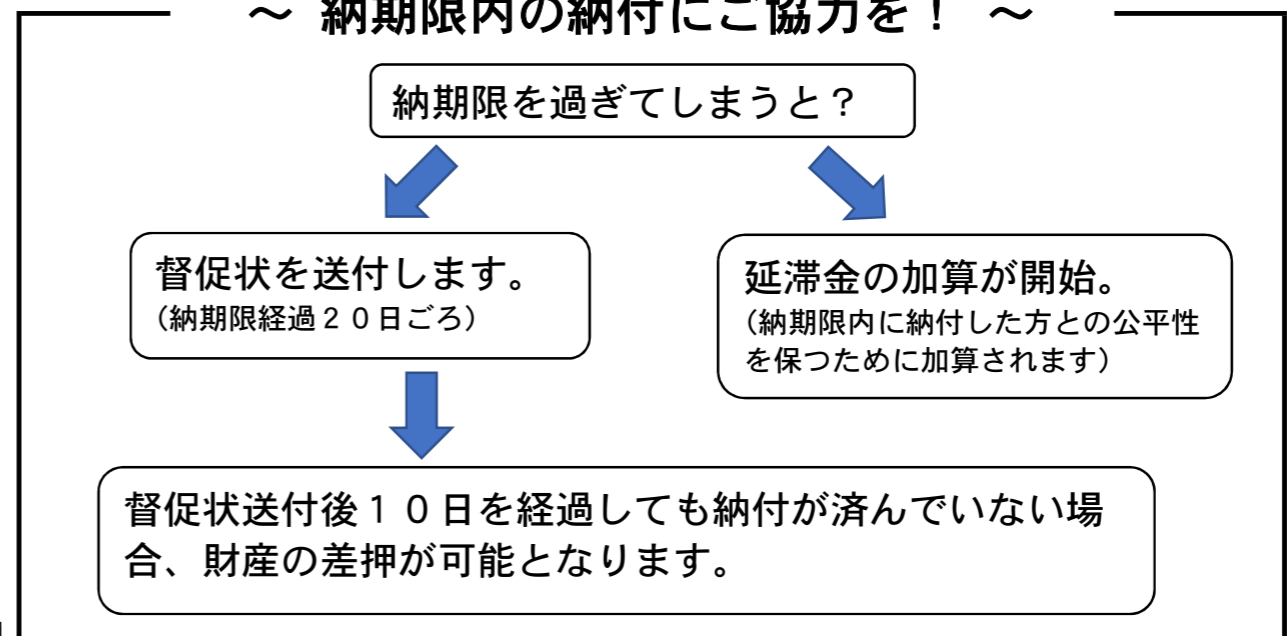 ～ 納期限内の納付にご協力を！ ～
納期限を過ぎてしまうと？
督促状を送付します。
（納期限経過２０日ごろ）
延滞金の加算が開始。
（納期限内に納付した方との公平性
を保つために加算されます）
督促状送付後１０日を経過しても納付が済んでいない場
合、財産の差押が可能となります。